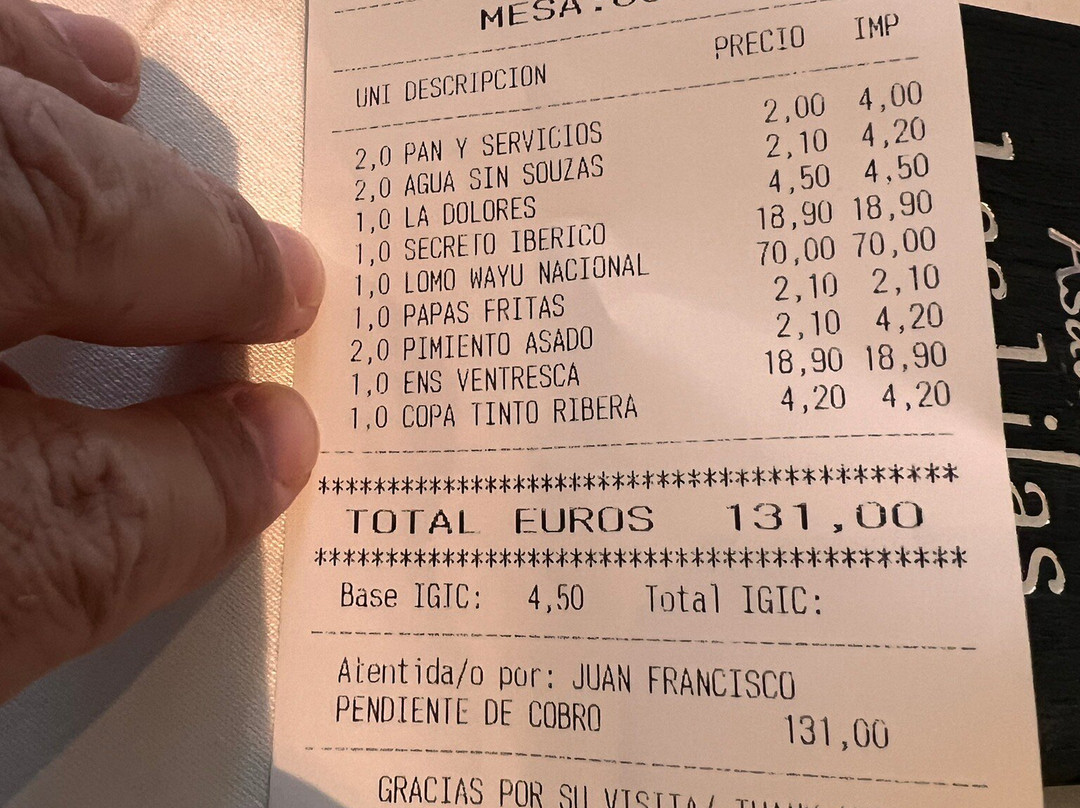 MESA
PRECIO IMP
UNI DESCRIPCION
2,0 PAN Y SERVICIOS 2,00 4,00
2,0 AGUA SIN SOUZAS 2,10 4,20
1,0 LA DOLORES 4,50 4,50
1,0 SECRETO IBERICO 18,90 18,90
1,0 LOMO WAYU NACIONAL 70,00 70,00
1,0 PAPAS FRITAS 2,10 2,10
2,0 PIMIENTO ASADO 2,10 4,20
1,0 ENS VENTRESCA 18,90 18,90
1,0 COPA TINTO RIBERA 4,20 4,20
****************************************
TOTAL EUROS 131,00
****************************************
Base IGIC: 4,50 Total IGIC:
Atentida/o por: JUAN FRANCISCO
PENDIENTE DE COBRO 131,00
GRACIAS POR SU VISITA/